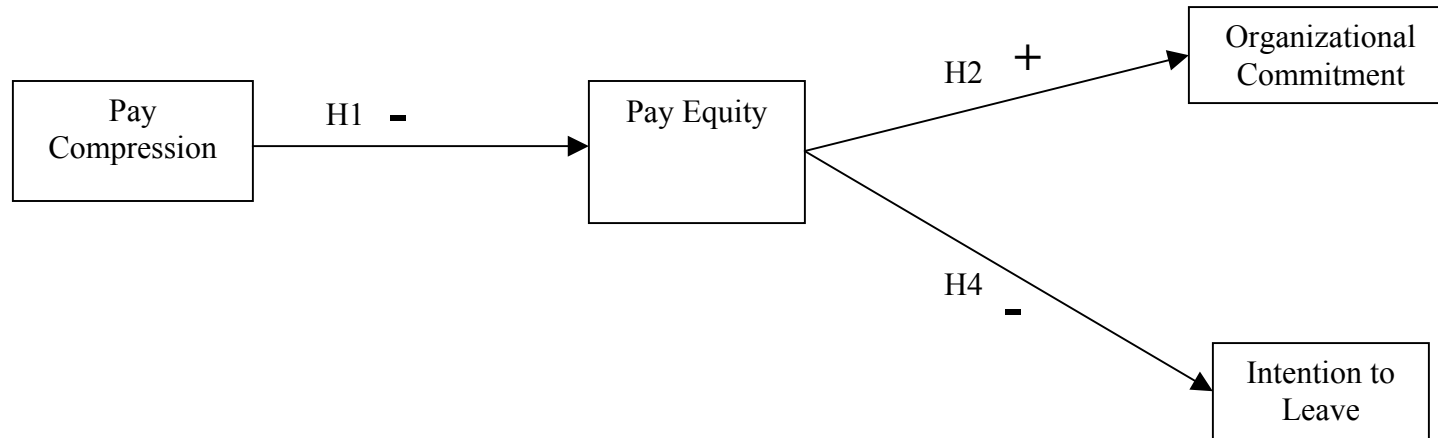 Pay
Compression
H1 -
Pay Equity
H2 +
Organizational
Commitment
H4 -
Intention to
Leave